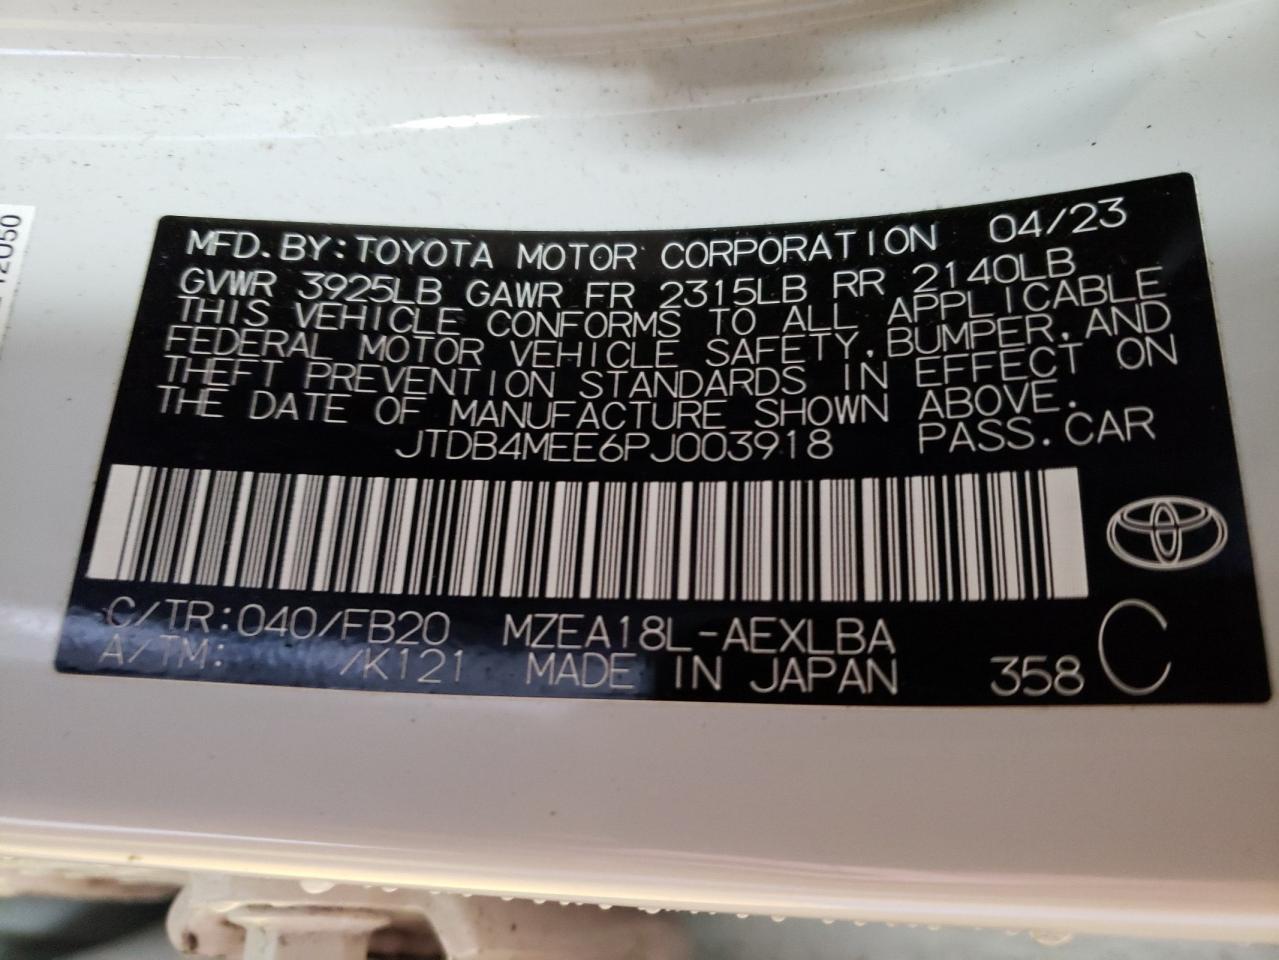 MFD. BY: TOYOTA MOTOR CORPORATION 04/23
GVWR 3925LB GAWR FR 2315LB RR 2140LB
THIS VEHICLE CONFORMS TO ALL APPLICABLE
FEDERAL MOTOR VEHICLE SAFETY, BUMPER, AND
THEFT PREVENTION STANDARDS IN EFFECT ON
THE DATE OF MANUFACTURE SHOWN ABOVE.
JTDB4MEE6PJ003918 PASS. CAR
C/TR: 040/FB20 MZEA18L-AEXLBA
A/TM: /K121 MADE IN JAPAN 358 C